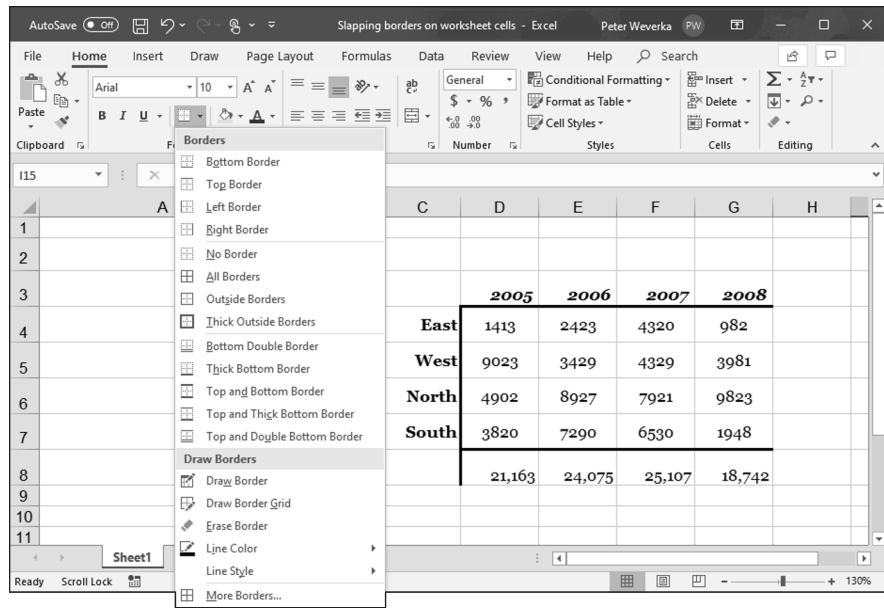 AutoSave Off Slapping borders on worksheet cells - Excel Peter Weverka PW
File Home Insert Draw Page Layout Formulas Data Review View Help Search
Arial 10 A^ Aˇ ab General Conditional Formatting Insert Σ A Z
Paste B I U A $ % , Format as Table Delete
.00 .0 Cell Styles Format
Clipboard F Number Styles Cells Editing
I15
Borders
Bottom Border
Top Border
Left Border
Right Border
No Border
All Borders
Outside Borders
Thick Outside Borders
Bottom Double Border
Thick Bottom Border
Top and Bottom Border
Top and Thick Bottom Border
Top and Double Bottom Border
Draw Borders
Draw Border
Draw Border Grid
Erase Border
Line Color
Line Style
More Borders...
A C D E F G H
1
2
3 2005 2006 2007 2008
4 East 1413 2423 4320 982
5 West 9023 3429 4329 3981
6 North 4902 8927 7921 9823
7 South 3820 7290 6530 1948
8 21,163 24,075 25,107 18,742
9
10
11
Sheet1
Ready Scroll Lock 130%